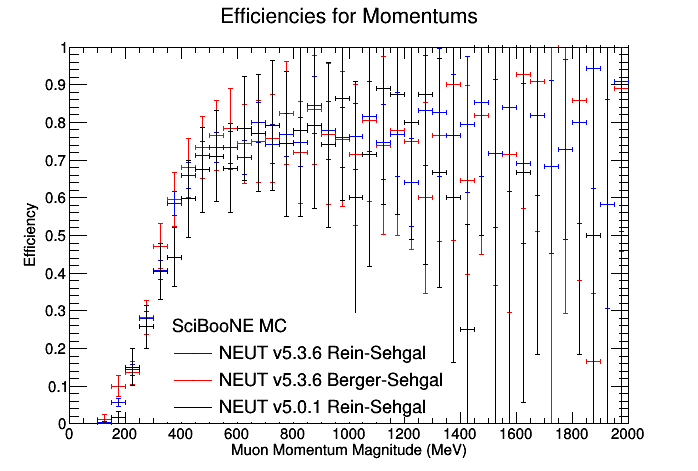 Efficiencies for Momentums
1
0.9
0.8
0.7
0.6
0.5
0.4
0.3
0.2
0.1
0
Efficiency
SciBooNE MC
NEUT v5.3.6 Rein-Sehgal
NEUT v5.3.6 Berger-Sehgal
NEUT v5.0.1 Rein-Sehgal
0 200 400 600 800 1000 1200 1400 1600 1800 2000
Muon Momentum Magnitude (MeV)